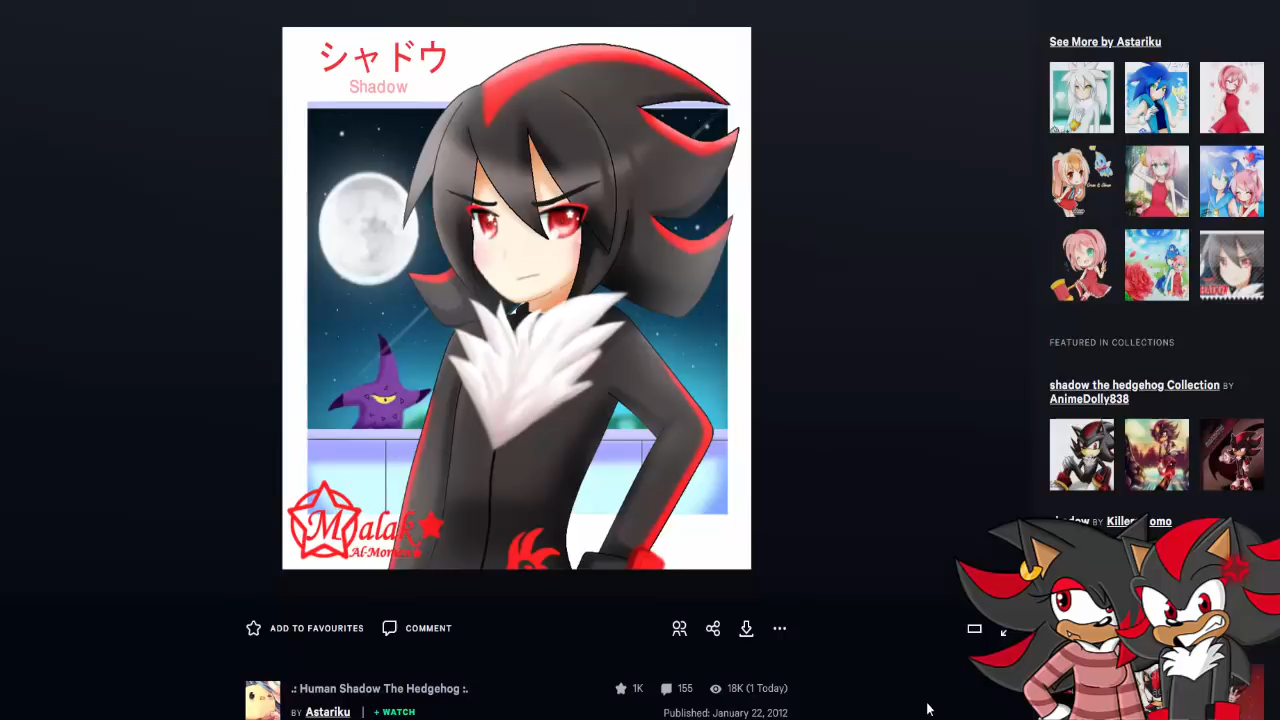 シャドウ
Shadow
Malak
Al-Momen
ADD TO FAVOURITES
COMMENT
.: Human Shadow The Hedgehog :.
BY Astariku
+ WATCH
1K
155
18K (1 Today)
Published: January 22, 2012
See More by Astariku
FEATURED IN COLLECTIONS
shadow the hedgehog Collection BY
AnimeDolly838
BY